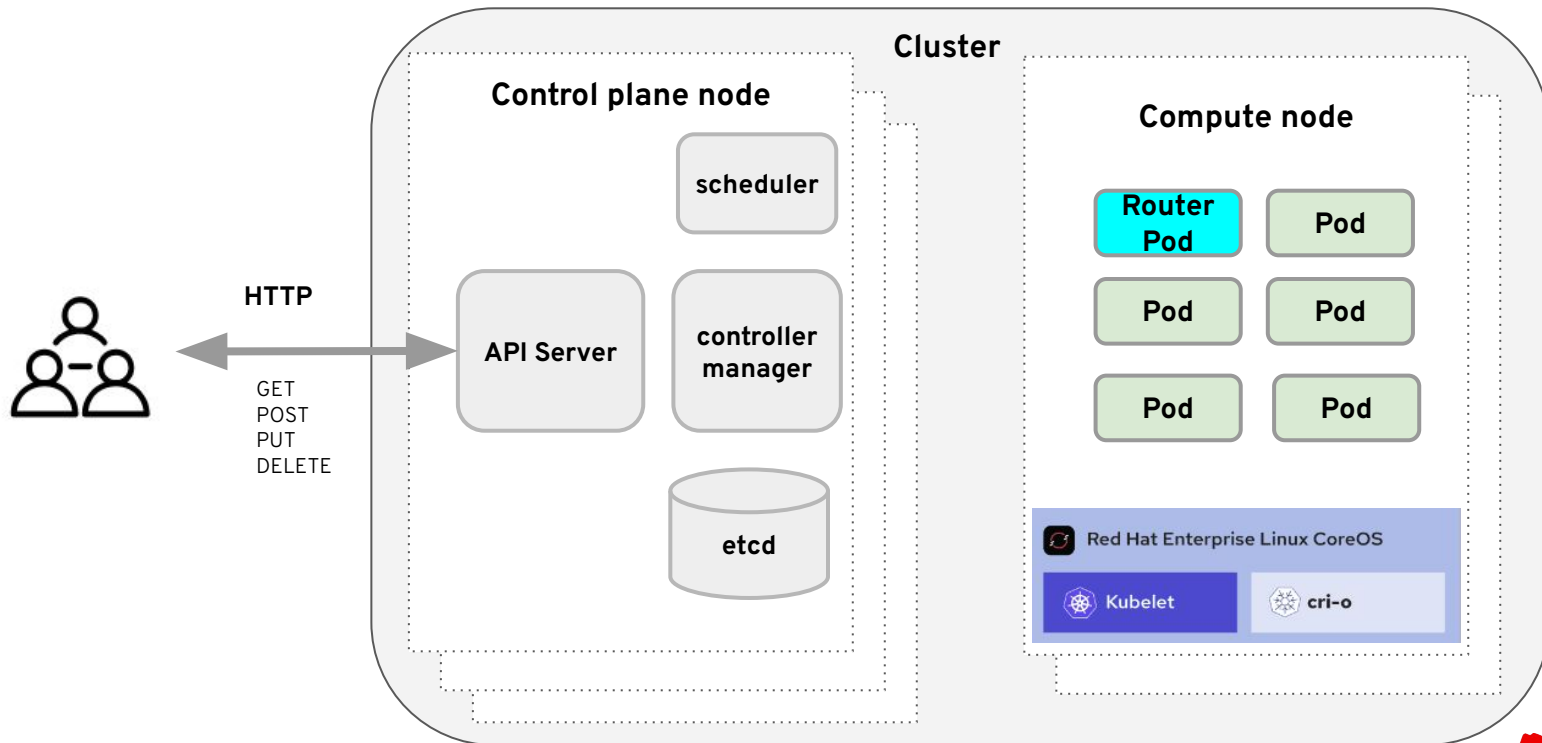 Cluster
Control plane node
scheduler
HTTP
API Server
controller
manager
GET
POST
PUT
DELETE
etcd
Compute node
Router
Pod
Pod
Pod
Pod
Pod
Pod
Red Hat Enterprise Linux CoreOS
Kubelet
cri-o